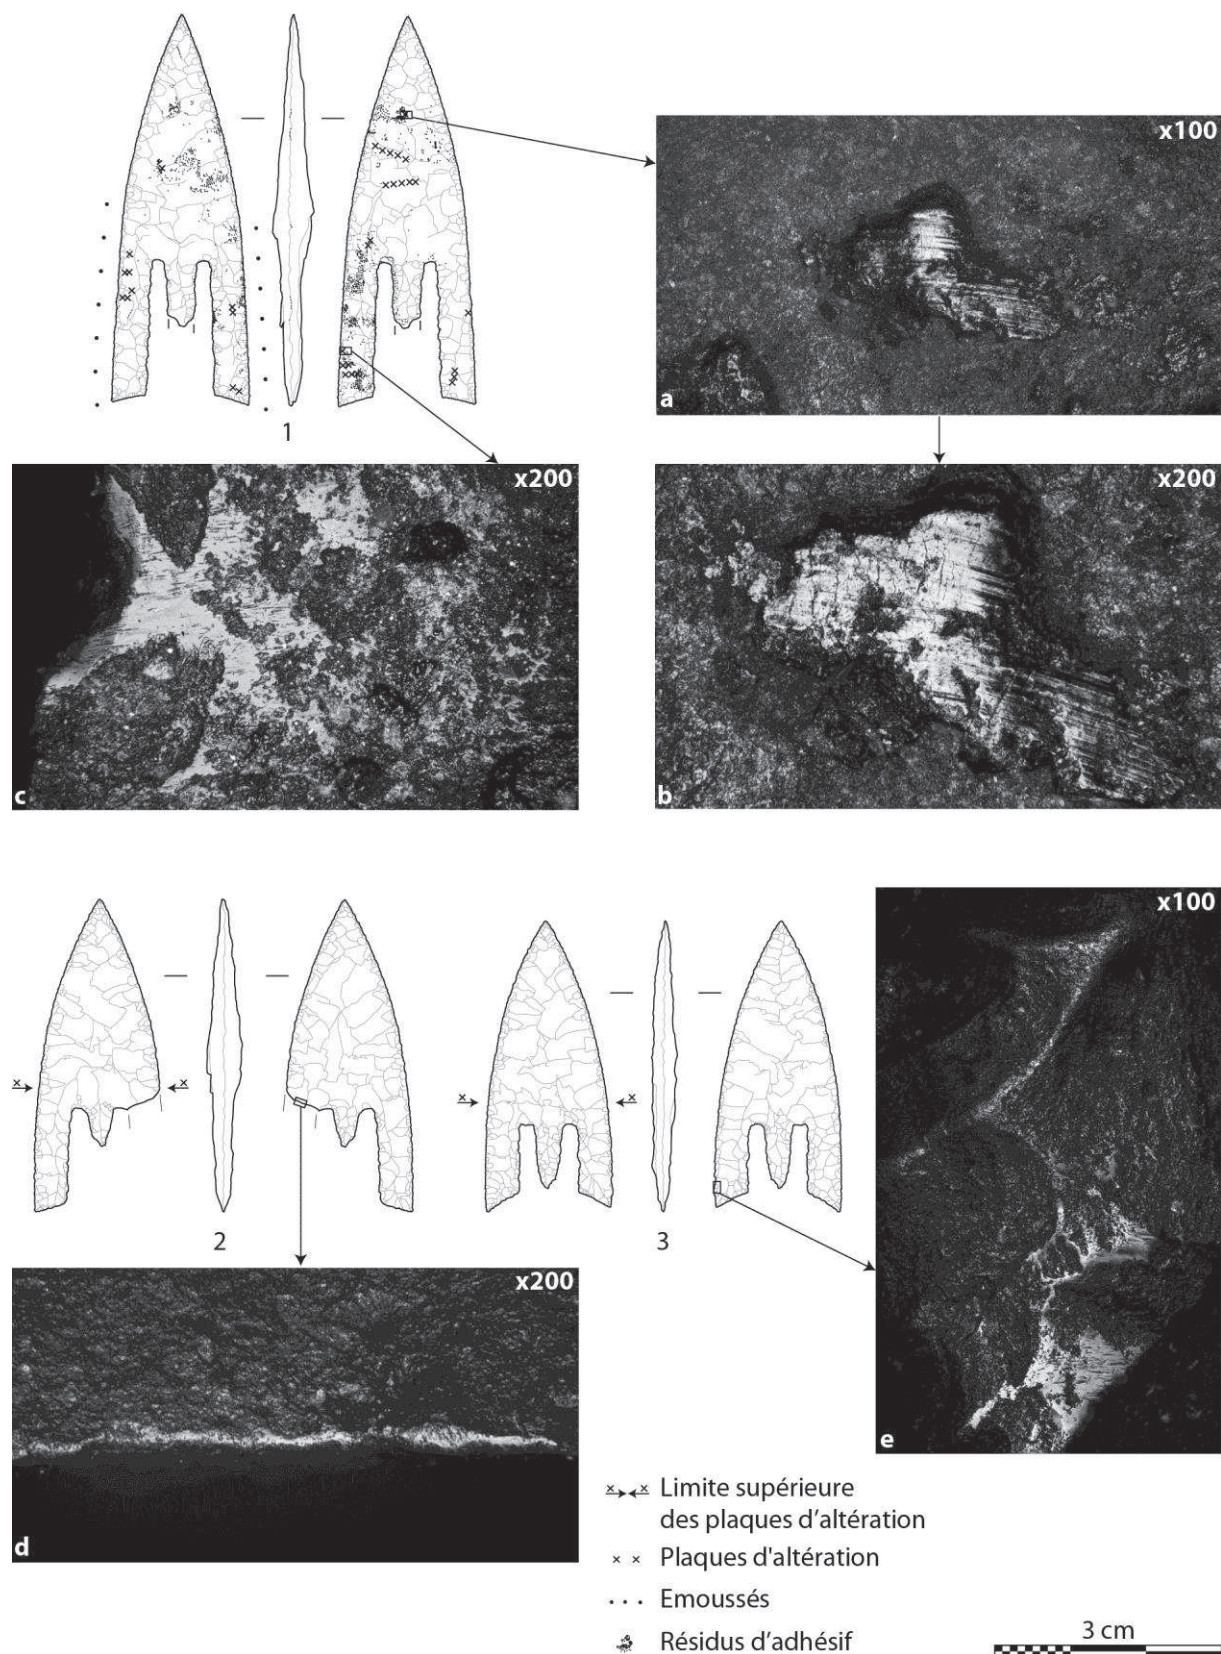 x100
a
1
x200
c
x200
b
x100
2
3
x200
e
d
Limite supérieure
des plaques d'altération
x x Plaques d'altération
Emoussés
Résidus d'adhésif
3 cm